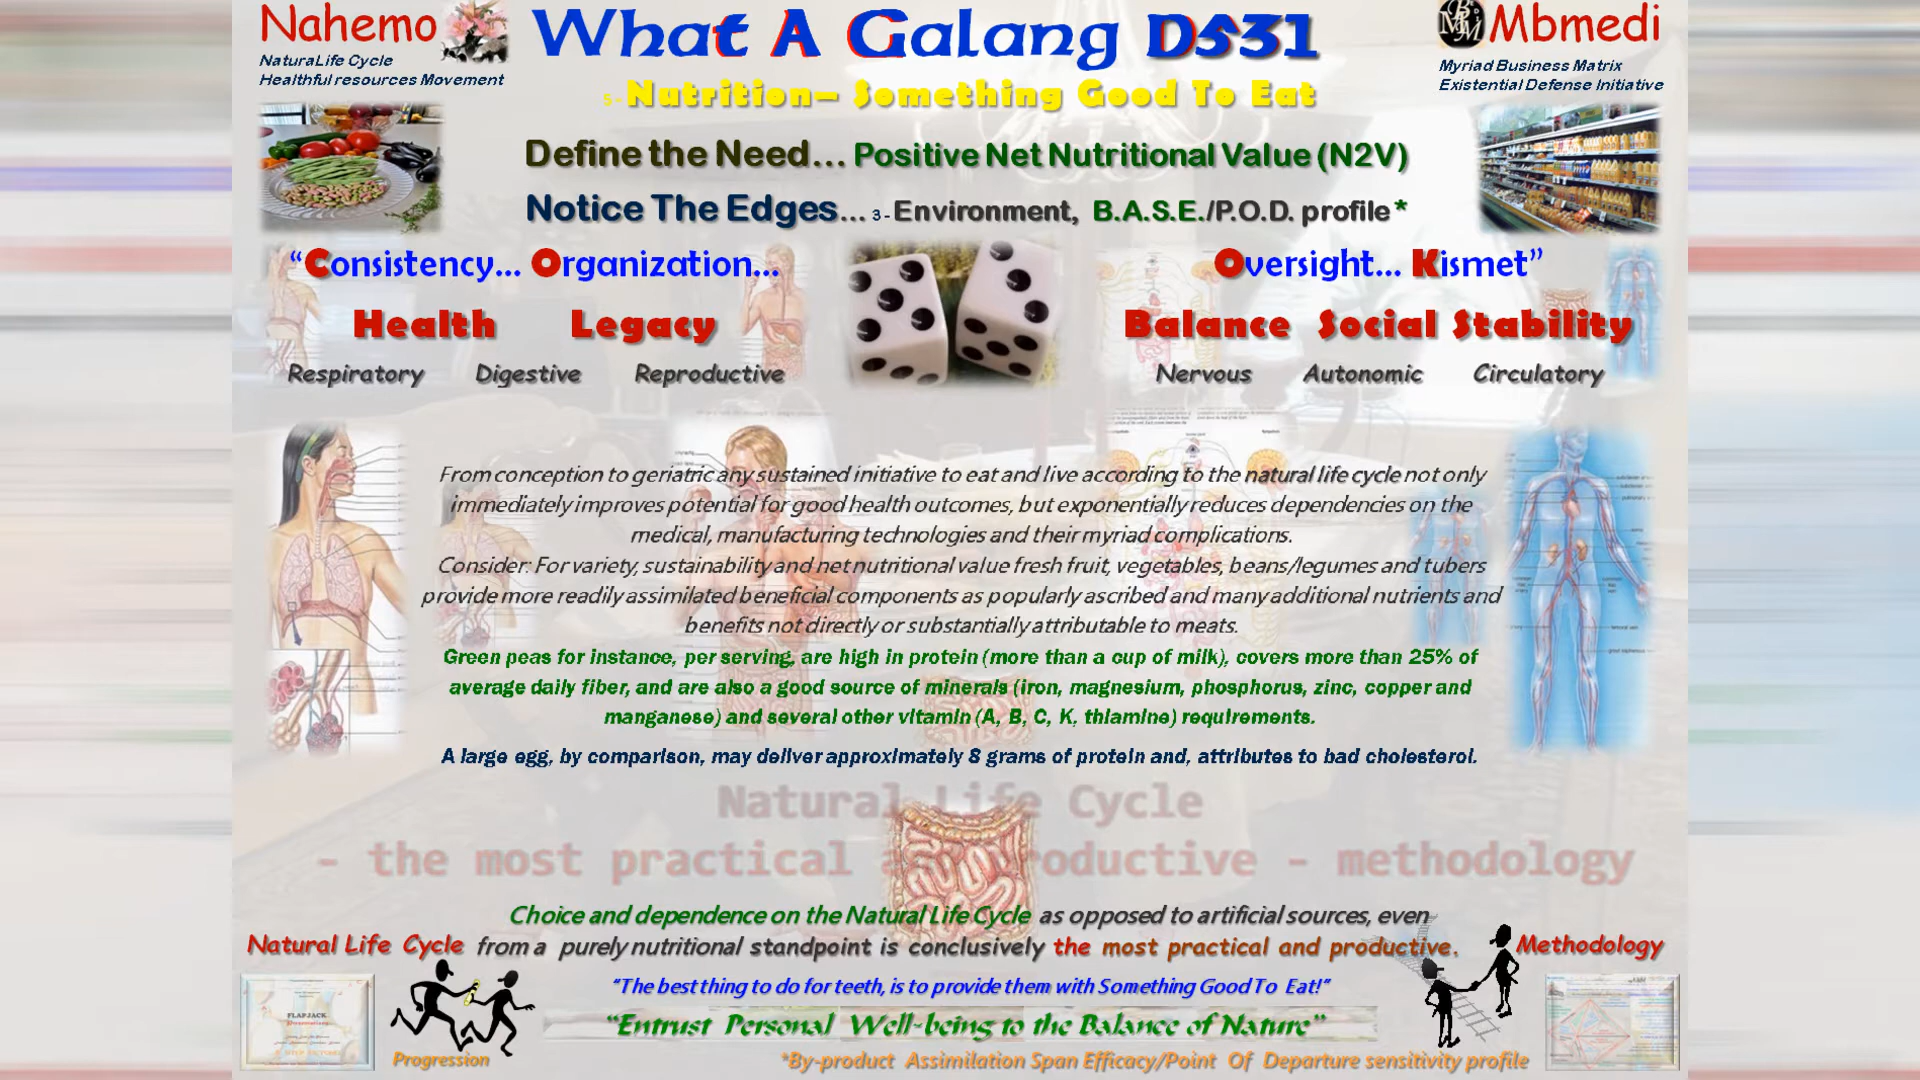 Nahemo
NaturaLife Cycle
Healthful resources Movement
What A Galang DS31
5 - Nutrition– Something Good To Eat
Mbmedi
Myriad Business Matrix
Existential Defense Initiative
Define the Need... Positive Net Nutritional Value (N2V)
Notice The Edges... 3 - Environment, B.A.S.E./P.O.D. profile*
“Consistency... Organization...
Oversight... Kismet”
Health Legacy
Balance Social Stability
Respiratory Digestive Reproductive
Nervous Autonomic Circulatory
From conception to geriatric any sustained initiative to eat and live according to the natural life cycle not only
immediately improves potential for good health outcomes, but exponentially reduces dependencies on the
medical, manufacturing technologies and their myriad complications.
Consider: For variety, sustainability and net nutritional value fresh fruit, vegetables, beans/legumes and tubers
provide more readily assimilated beneficial components as popularly ascribed and many additional nutrients and
benefits not directly or substantially attributable to meats.
Green peas for instance, per serving, are high in protein (more than a cup of milk), covers more than 25% of
average daily fiber, and are also a good source of minerals (iron, magnesium, phosphorus, zinc, copper and
manganese) and several other vitamin (A, B, C, K, thiamine) requirements.
A large egg, by comparison, may deliver approximately 8 grams of protein and, attributes to bad cholesterol.
Natural Life Cycle
- the most practical and productive - methodology
Choice and dependence on the Natural Life Cycle as opposed to artificial sources, even
Natural Life Cycle from a purely nutritional standpoint is conclusively the most practical and productive. Methodology
“The best thing to do for teeth, is to provide them with Something Good To Eat!”
FLAPJACK
“Entrust Personal Well-being to the Balance of Nature”
Progression
*By-product Assimilation Span Efficacy/Point Of Departure sensitivity profile